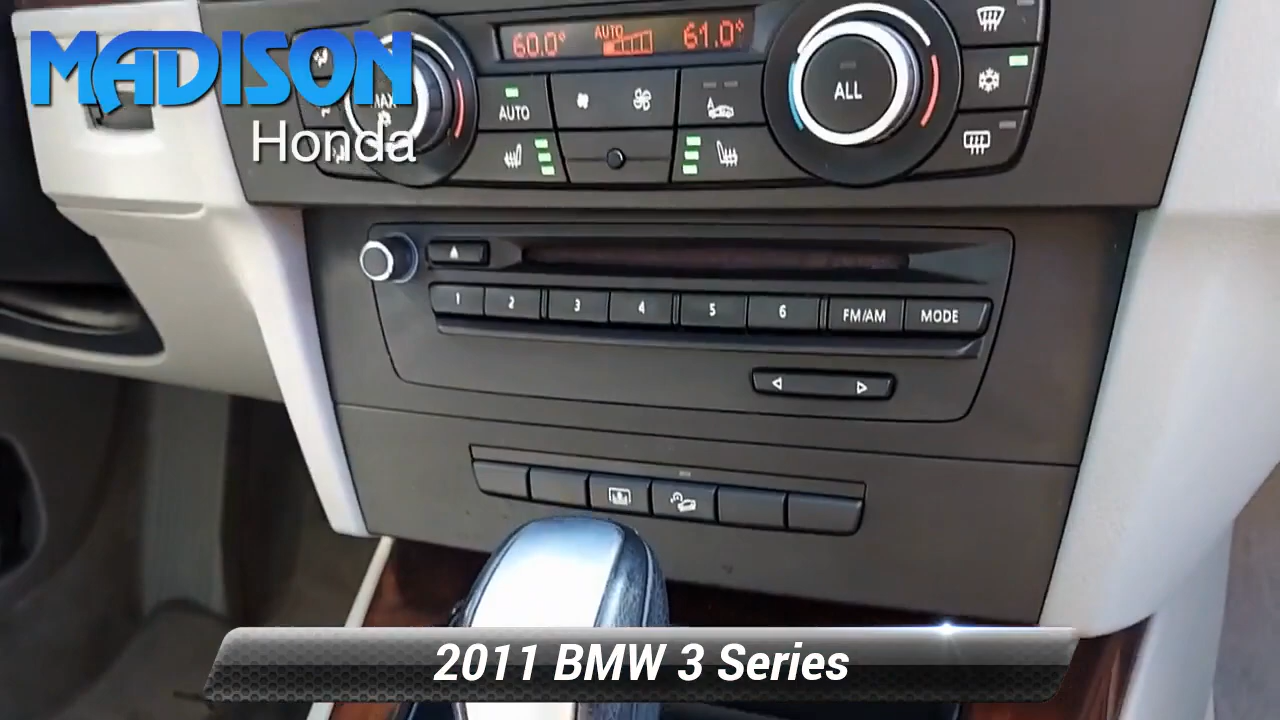 MADISON
Honda
60.0°
AUTO
61.0°
MAX
AUTO
ALL
1 2 3 4 5 6 FM/AM MODE
2011 BMW 3 Series